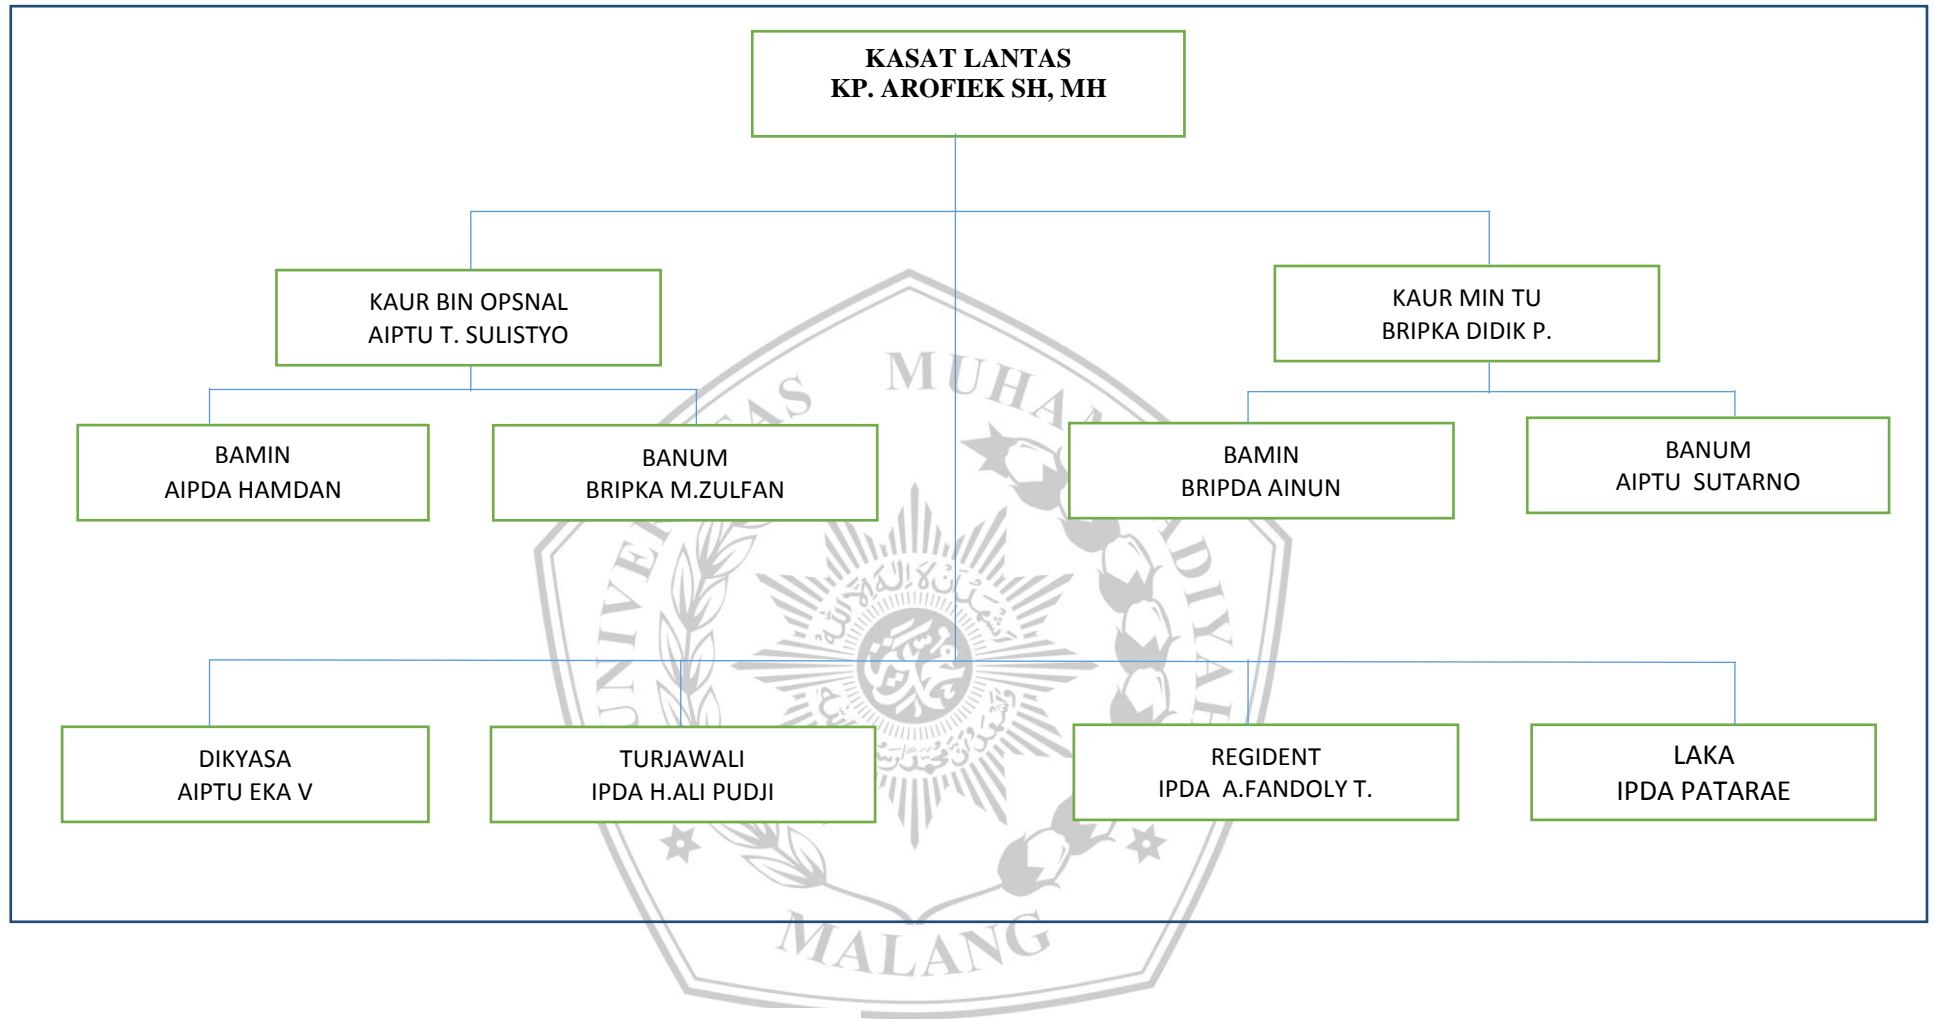 KASAT LANTAS
KP. AROFIEK SH, MH
KAUR BIN OPSNAL
AIPTU T. SULISTYO
KAUR MIN TU
BRIPKA DIDIK P.
BAMIN
AIPDA HAMDAN
BANUM
BRIPKA M.ZULFAN
BAMIN
BRIPDA AINUN
BANUM
AIPTU  SUTARNO
DIKYASA
AIPTU EKA V
TURJAWALI
IPDA H.ALI PUDJI
REGIDENT
IPDA  A.FANDOLY T.
LAKA
IPDA PATARAE
MALANG